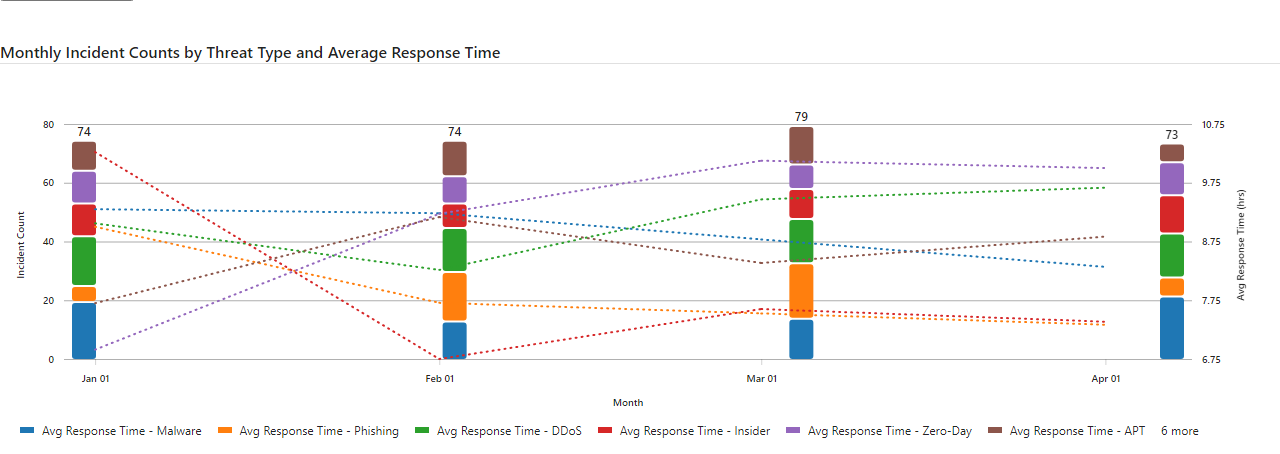 Monthly Incident Counts by Threat Type and Average Response Time
80
60
40
20
0
Incident Count
74
74
79
73
10.75
9.75
8.75
7.75
6.75
Avg Response Time (hrs)
Jan 01
Feb 01
Mar 01
Apr 01
Month
Avg Response Time - Malware
Avg Response Time - Phishing
Avg Response Time - DDoS
Avg Response Time - Insider
Avg Response Time - Zero-Day
Avg Response Time - APT
6 more